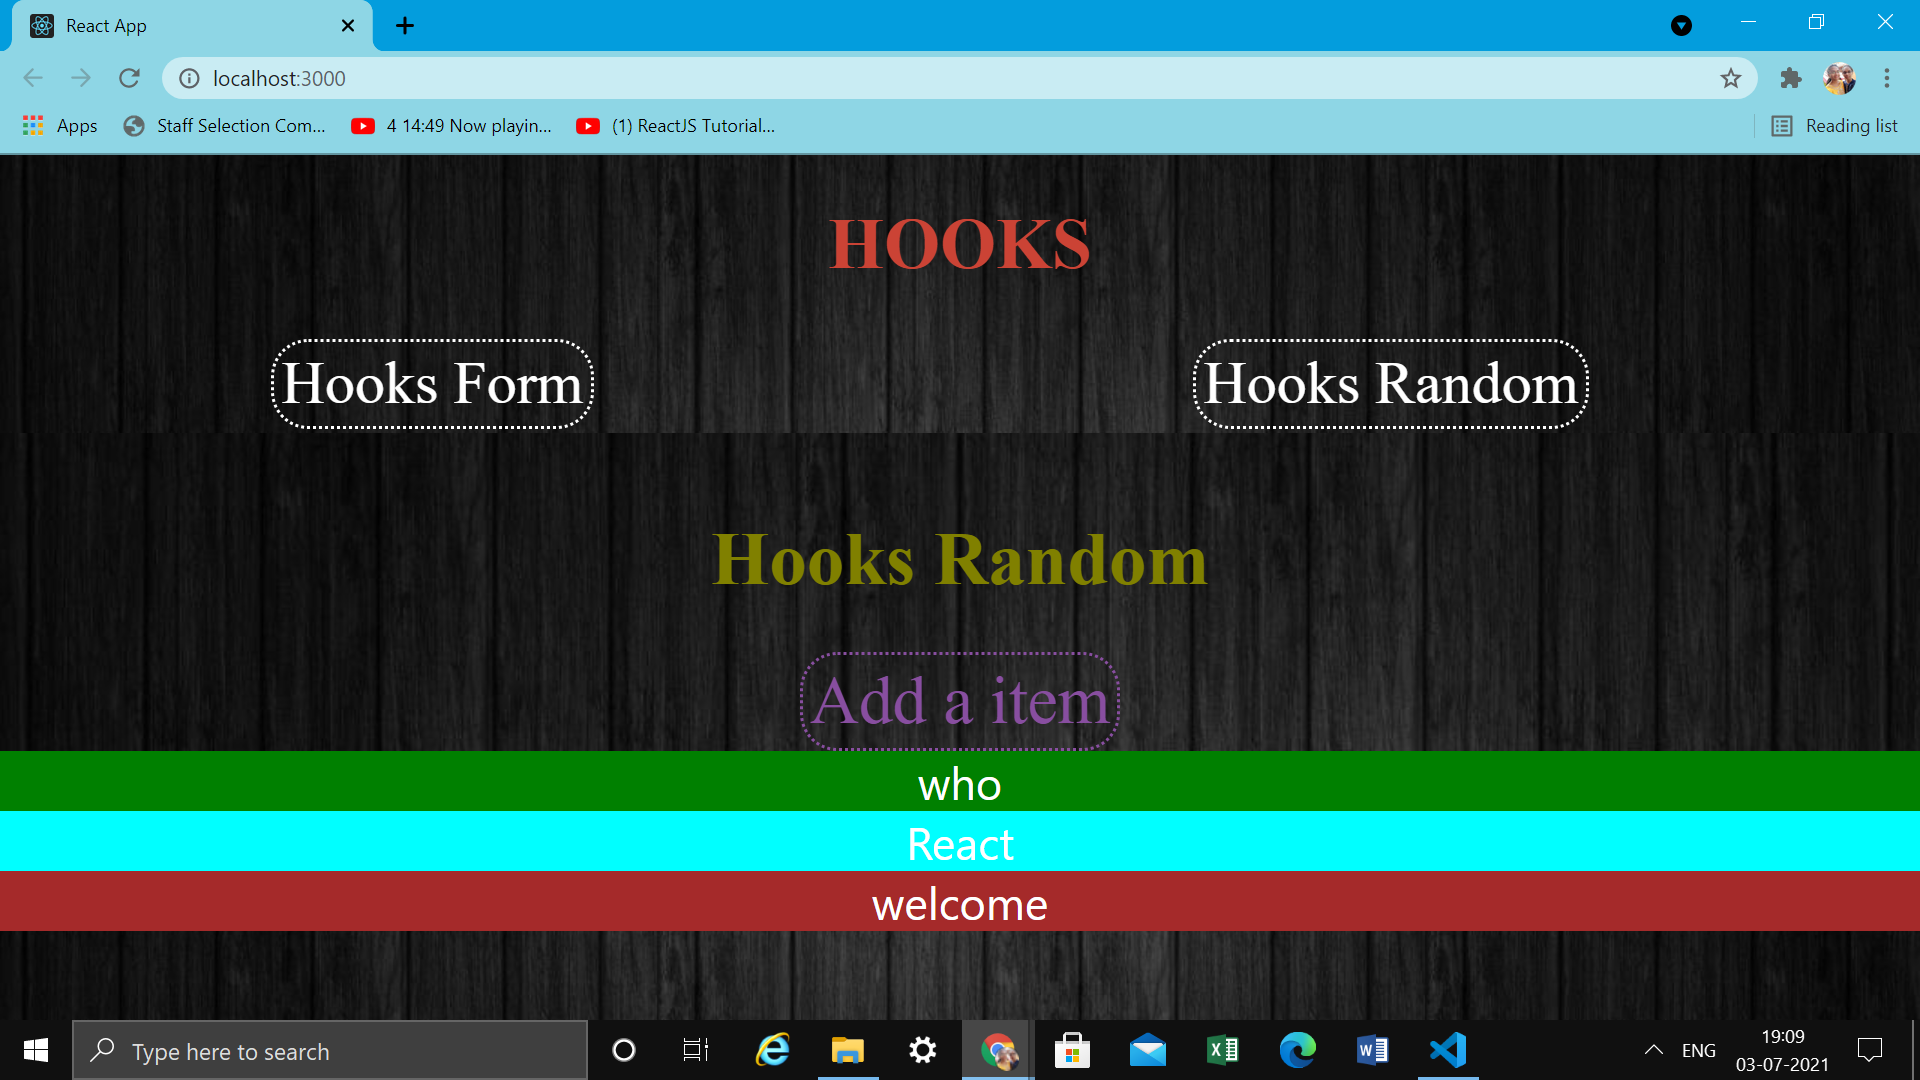 React App
localhost:3000
Apps
Staff Selection Com...
4 14:49 Now playin...
(1) ReactJS Tutorial...
Reading list
HOOKS
Hooks Form
Hooks Random
Hooks Random
Add a item
who
React
welcome
Type here to search
ENG
19:09
03-07-2021